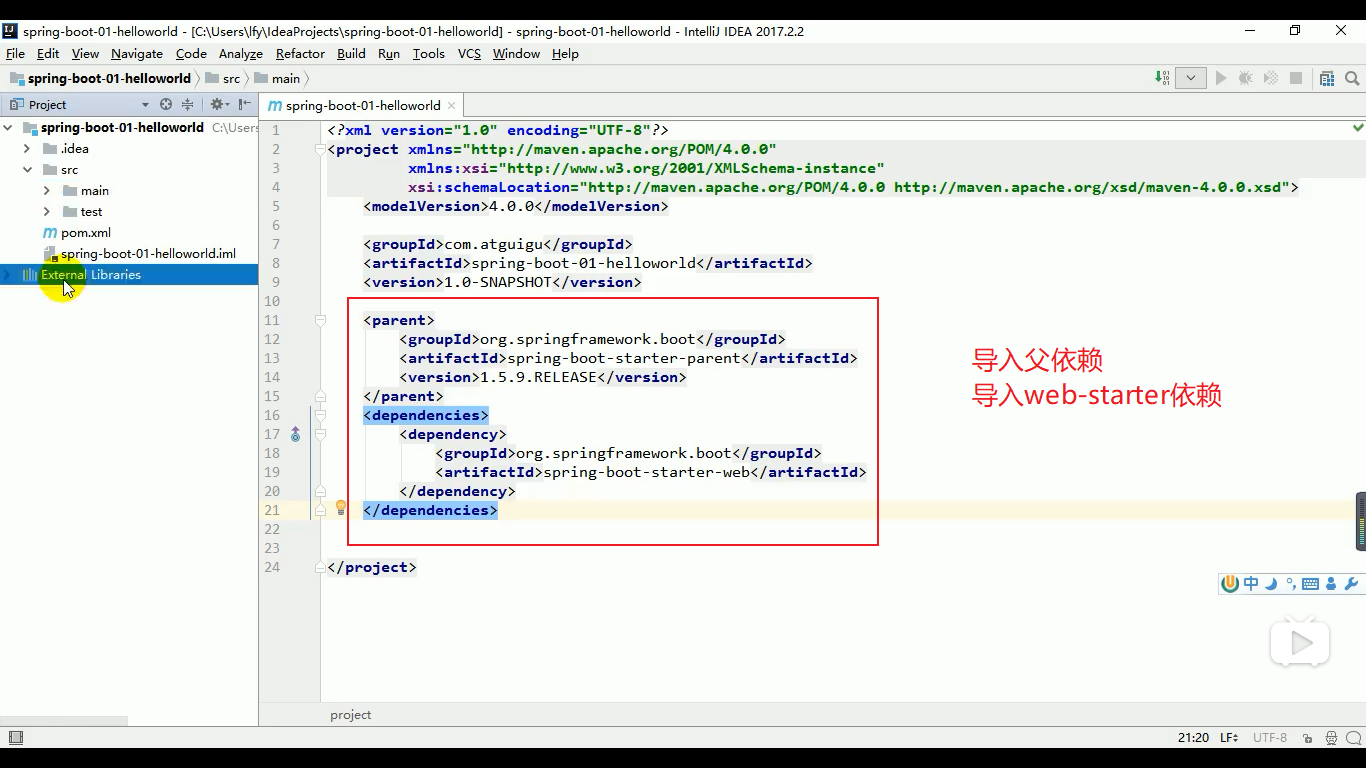 spring-boot-01-helloworld - [C:\Users\lfy\IdeaProjects\spring-boot-01-helloworld] - spring-boot-01-helloworld - IntelliJ IDEA 2017.2.2
File Edit View Navigate Code Analyze Refactor Build Run Tools VCS Window Help
spring-boot-01-helloworld src main
Project
spring-boot-01-helloworld C:\Users
.idea
src
main
test
pom.xml
spring-boot-01-helloworld.iml
External Libraries
spring-boot-01-helloworld
1 <?xml version="1.0" encoding="UTF-8"?>
2 <project xmlns="http://maven.apache.org/POM/4.0.0"
3 xmlns:xsi="http://www.w3.org/2001/XMLSchema-instance"
4 xsi:schemaLocation="http://maven.apache.org/POM/4.0.0 http://maven.apache.org/xsd/maven-4.0.0.xsd">
5 <modelVersion>4.0.0</modelVersion>
6
7 <groupId>com.atguigu</groupId>
8 <artifactId>spring-boot-01-helloworld</artifactId>
9 <version>1.0-SNAPSHOT</version>
10
11 <parent>
12 <groupId>org.springframework.boot</groupId>
13 <artifactId>spring-boot-starter-parent</artifactId>
14 <version>1.5.9.RELEASE</version>
15 </parent>
16 <dependencies>
17 <dependency>
18 <groupId>org.springframework.boot</groupId>
19 <artifactId>spring-boot-starter-web</artifactId>
20 </dependency>
21 </dependencies>
22
23
24 </project>
导入父依赖
导入web-starter依赖
中
project
21:20 LF UTF-8